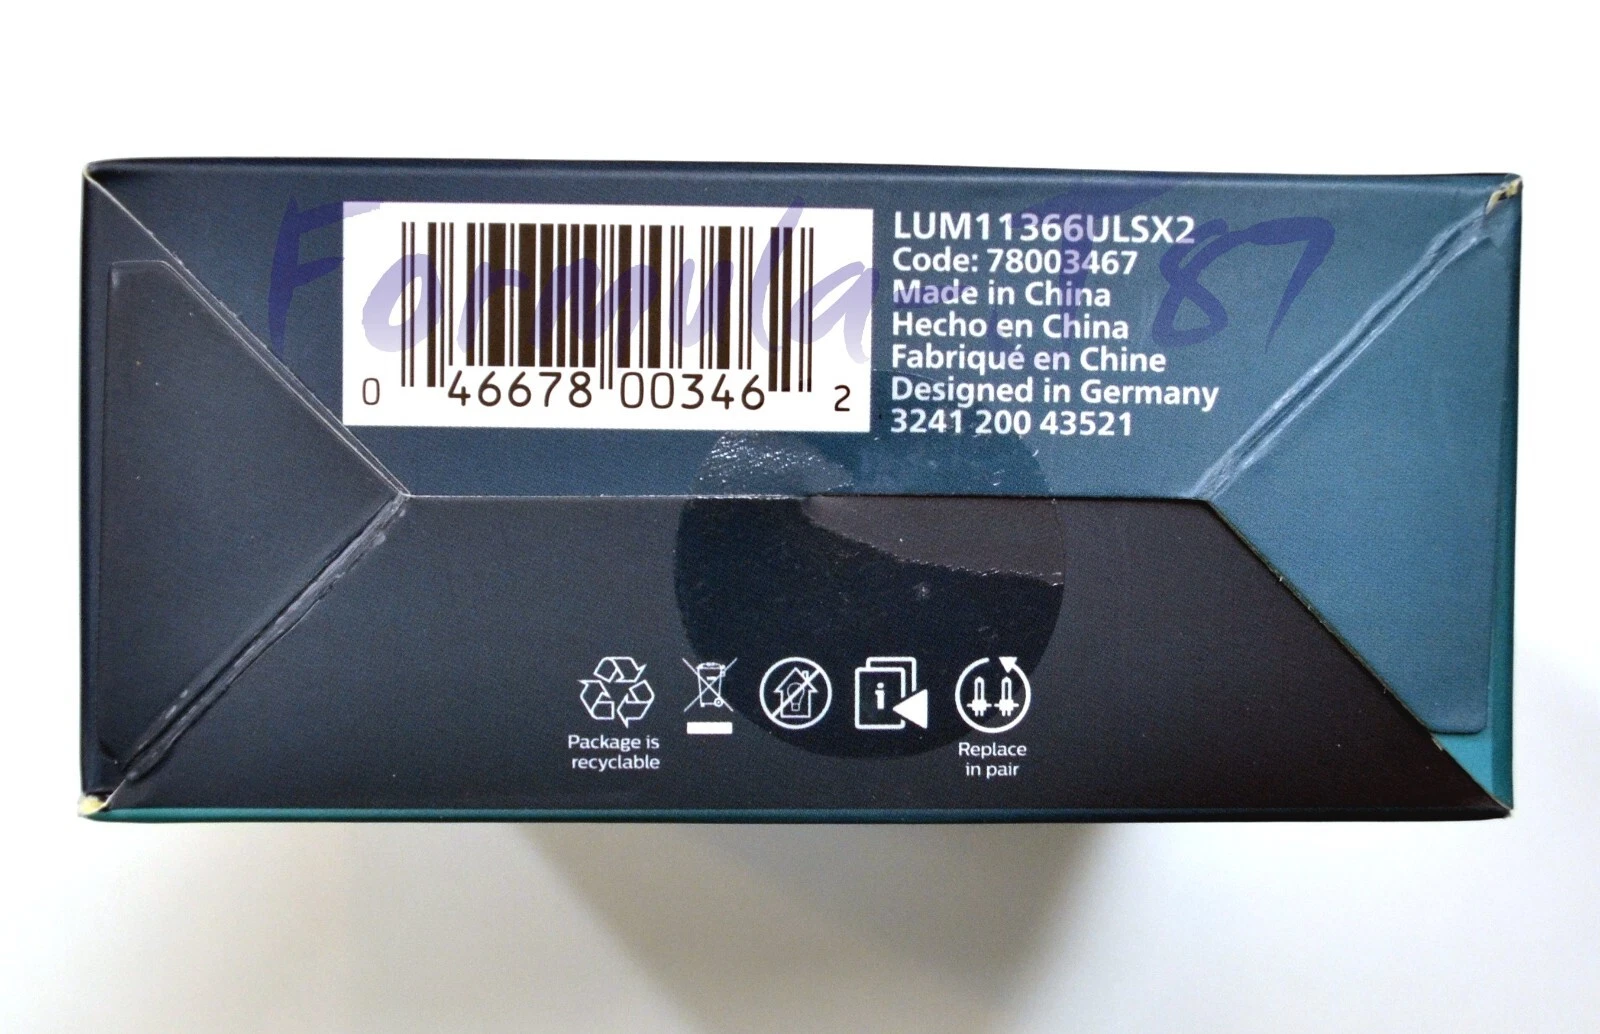 Formula T87
LUM11366ULSX2
Code: 78003467
Made in China
Hecho en China
Fabriqué en Chine
Designed in Germany
3241 200 43521
0 46678 00346 2
i
Package is
recyclable
Replace
in pair